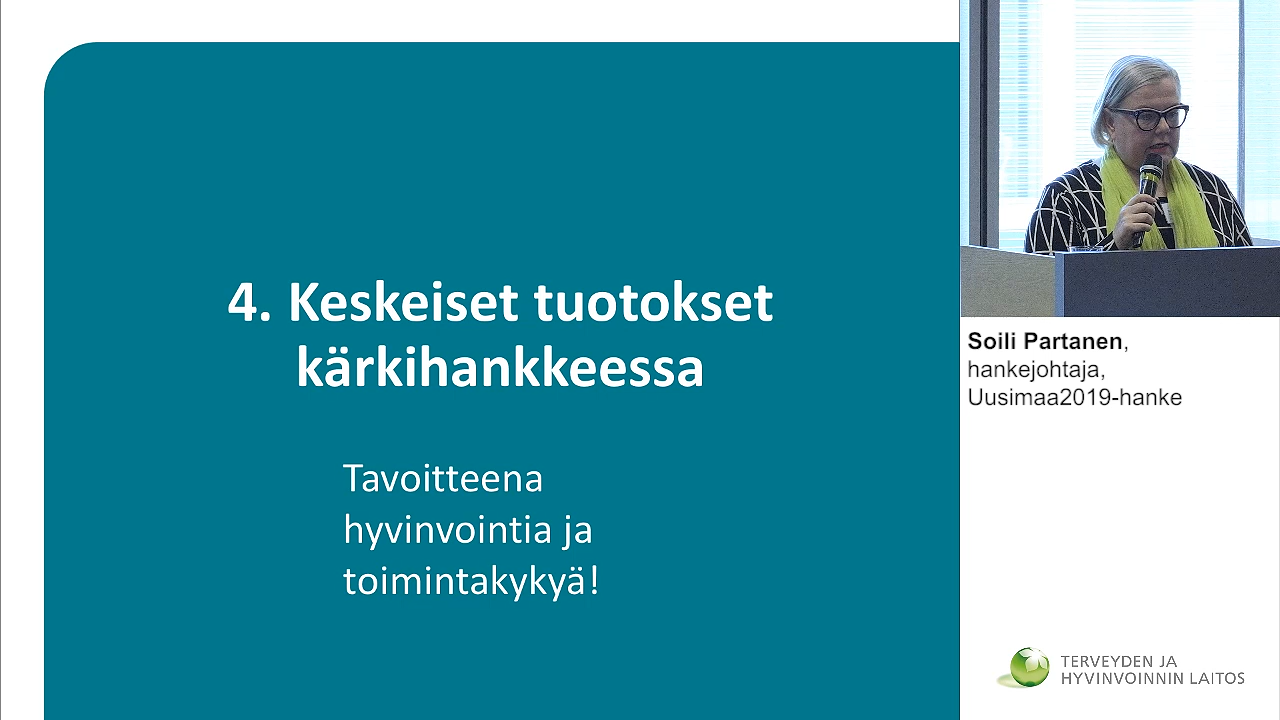 4. Keskeiset tuotokset
kärkihankkeessa
Tavoitteena
hyvinvointia ja
toimintakykyä!
Soili Partanen,
hankejohtaja,
Uusimaa2019-hanke
TERVEYDEN JA
HYVINVOINNIN LAITOS